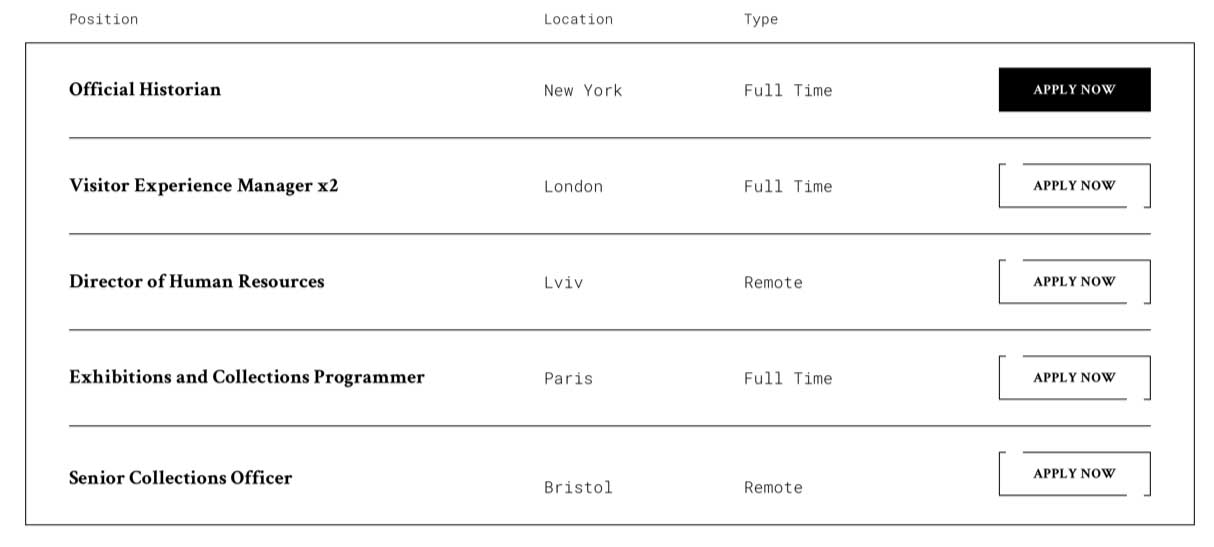 Position Location Type
Official Historian New York Full Time APPLY NOW
Visitor Experience Manager x2 London Full Time APPLY NOW
Director of Human Resources Lviv Remote APPLY NOW
Exhibitions and Collections Programmer Paris Full Time APPLY NOW
Senior Collections Officer Bristol Remote APPLY NOW